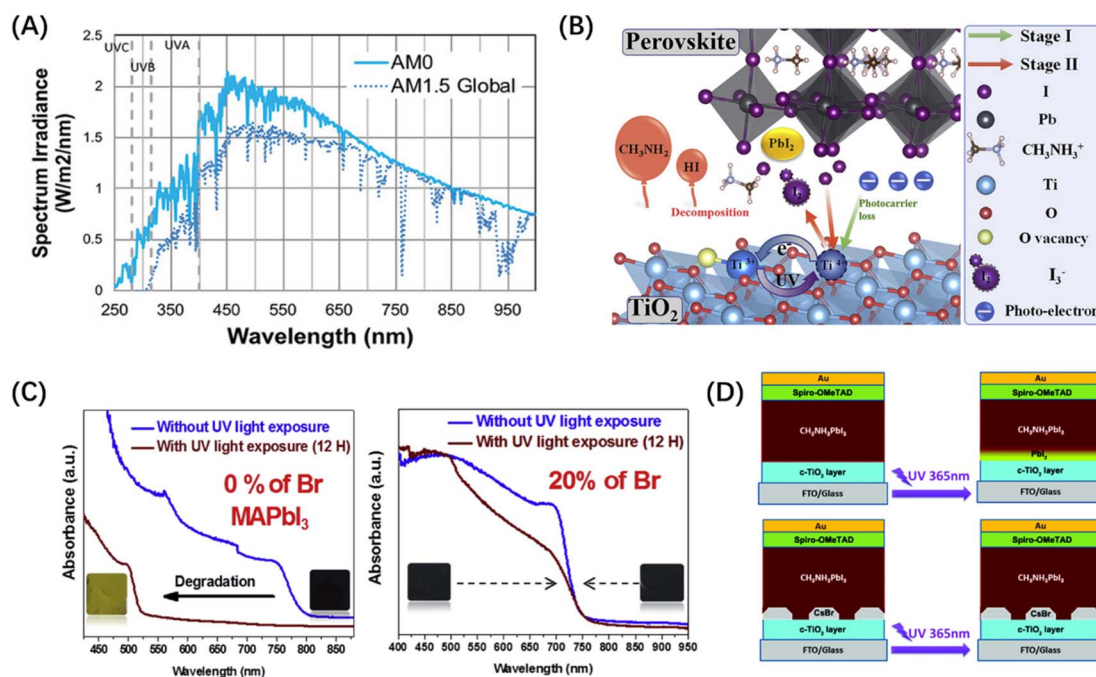 (A)
UVC
UVB
UVA
AM0
AM1.5 Global
Spectrum Irradiance
(W/m2/nm)
2.5
2
1.5
1
0.5
0
250 350 450 550 650 750 850 950
Wavelength (nm)
(B)
Perovskite
CH₃NH₂
HI
PbI₂
Decomposition
Photocarrier
loss
e⁻
UV
Ti³⁺
Ti⁴⁺
TiO₂
Stage I
Stage II
I
Pb
CH₃NH₃⁺
Ti
O
O vacancy
I₃⁻
Photo-electron
(C)
Absorbance (a.u.)
Without UV light exposure
With UV light exposure (12 H)
0 % of Br
MAPbI₃
Degradation
450 500 550 600 650 700 750 800 850
Wavelength (nm)
Absorbance (a.u.)
Without UV light exposure
With UV light exposure (12 H)
20% of Br
400 450 500 550 600 650 700 750 800 850 900 950
Wavelength (nm)
(D)
Au
Spiro-OMeTAD
CH₃NH₃PbI₃
c-TiO₂ layer
FTO/Glass
UV 365nm
Au
Spiro-OMeTAD
CH₃NH₃PbI₃
PbI₂
c-TiO₂ layer
FTO/Glass
Au
Spiro-OMeTAD
CH₃NH₃PbI₃
CsBr
c-TiO₂ layer
FTO/Glass
UV 365nm
Au
Spiro-OMeTAD
CH₃NH₃PbI₃
CsBr
c-TiO₂ layer
FTO/Glass